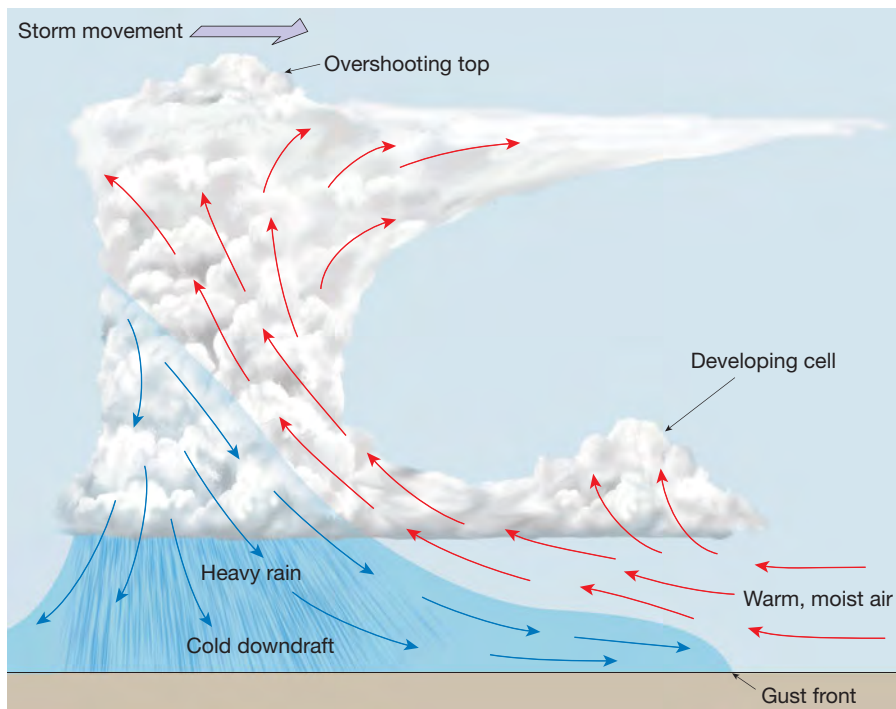 Storm movement
Overshooting top
Developing cell
Heavy rain
Warm, moist air
Cold downdraft
Gust front